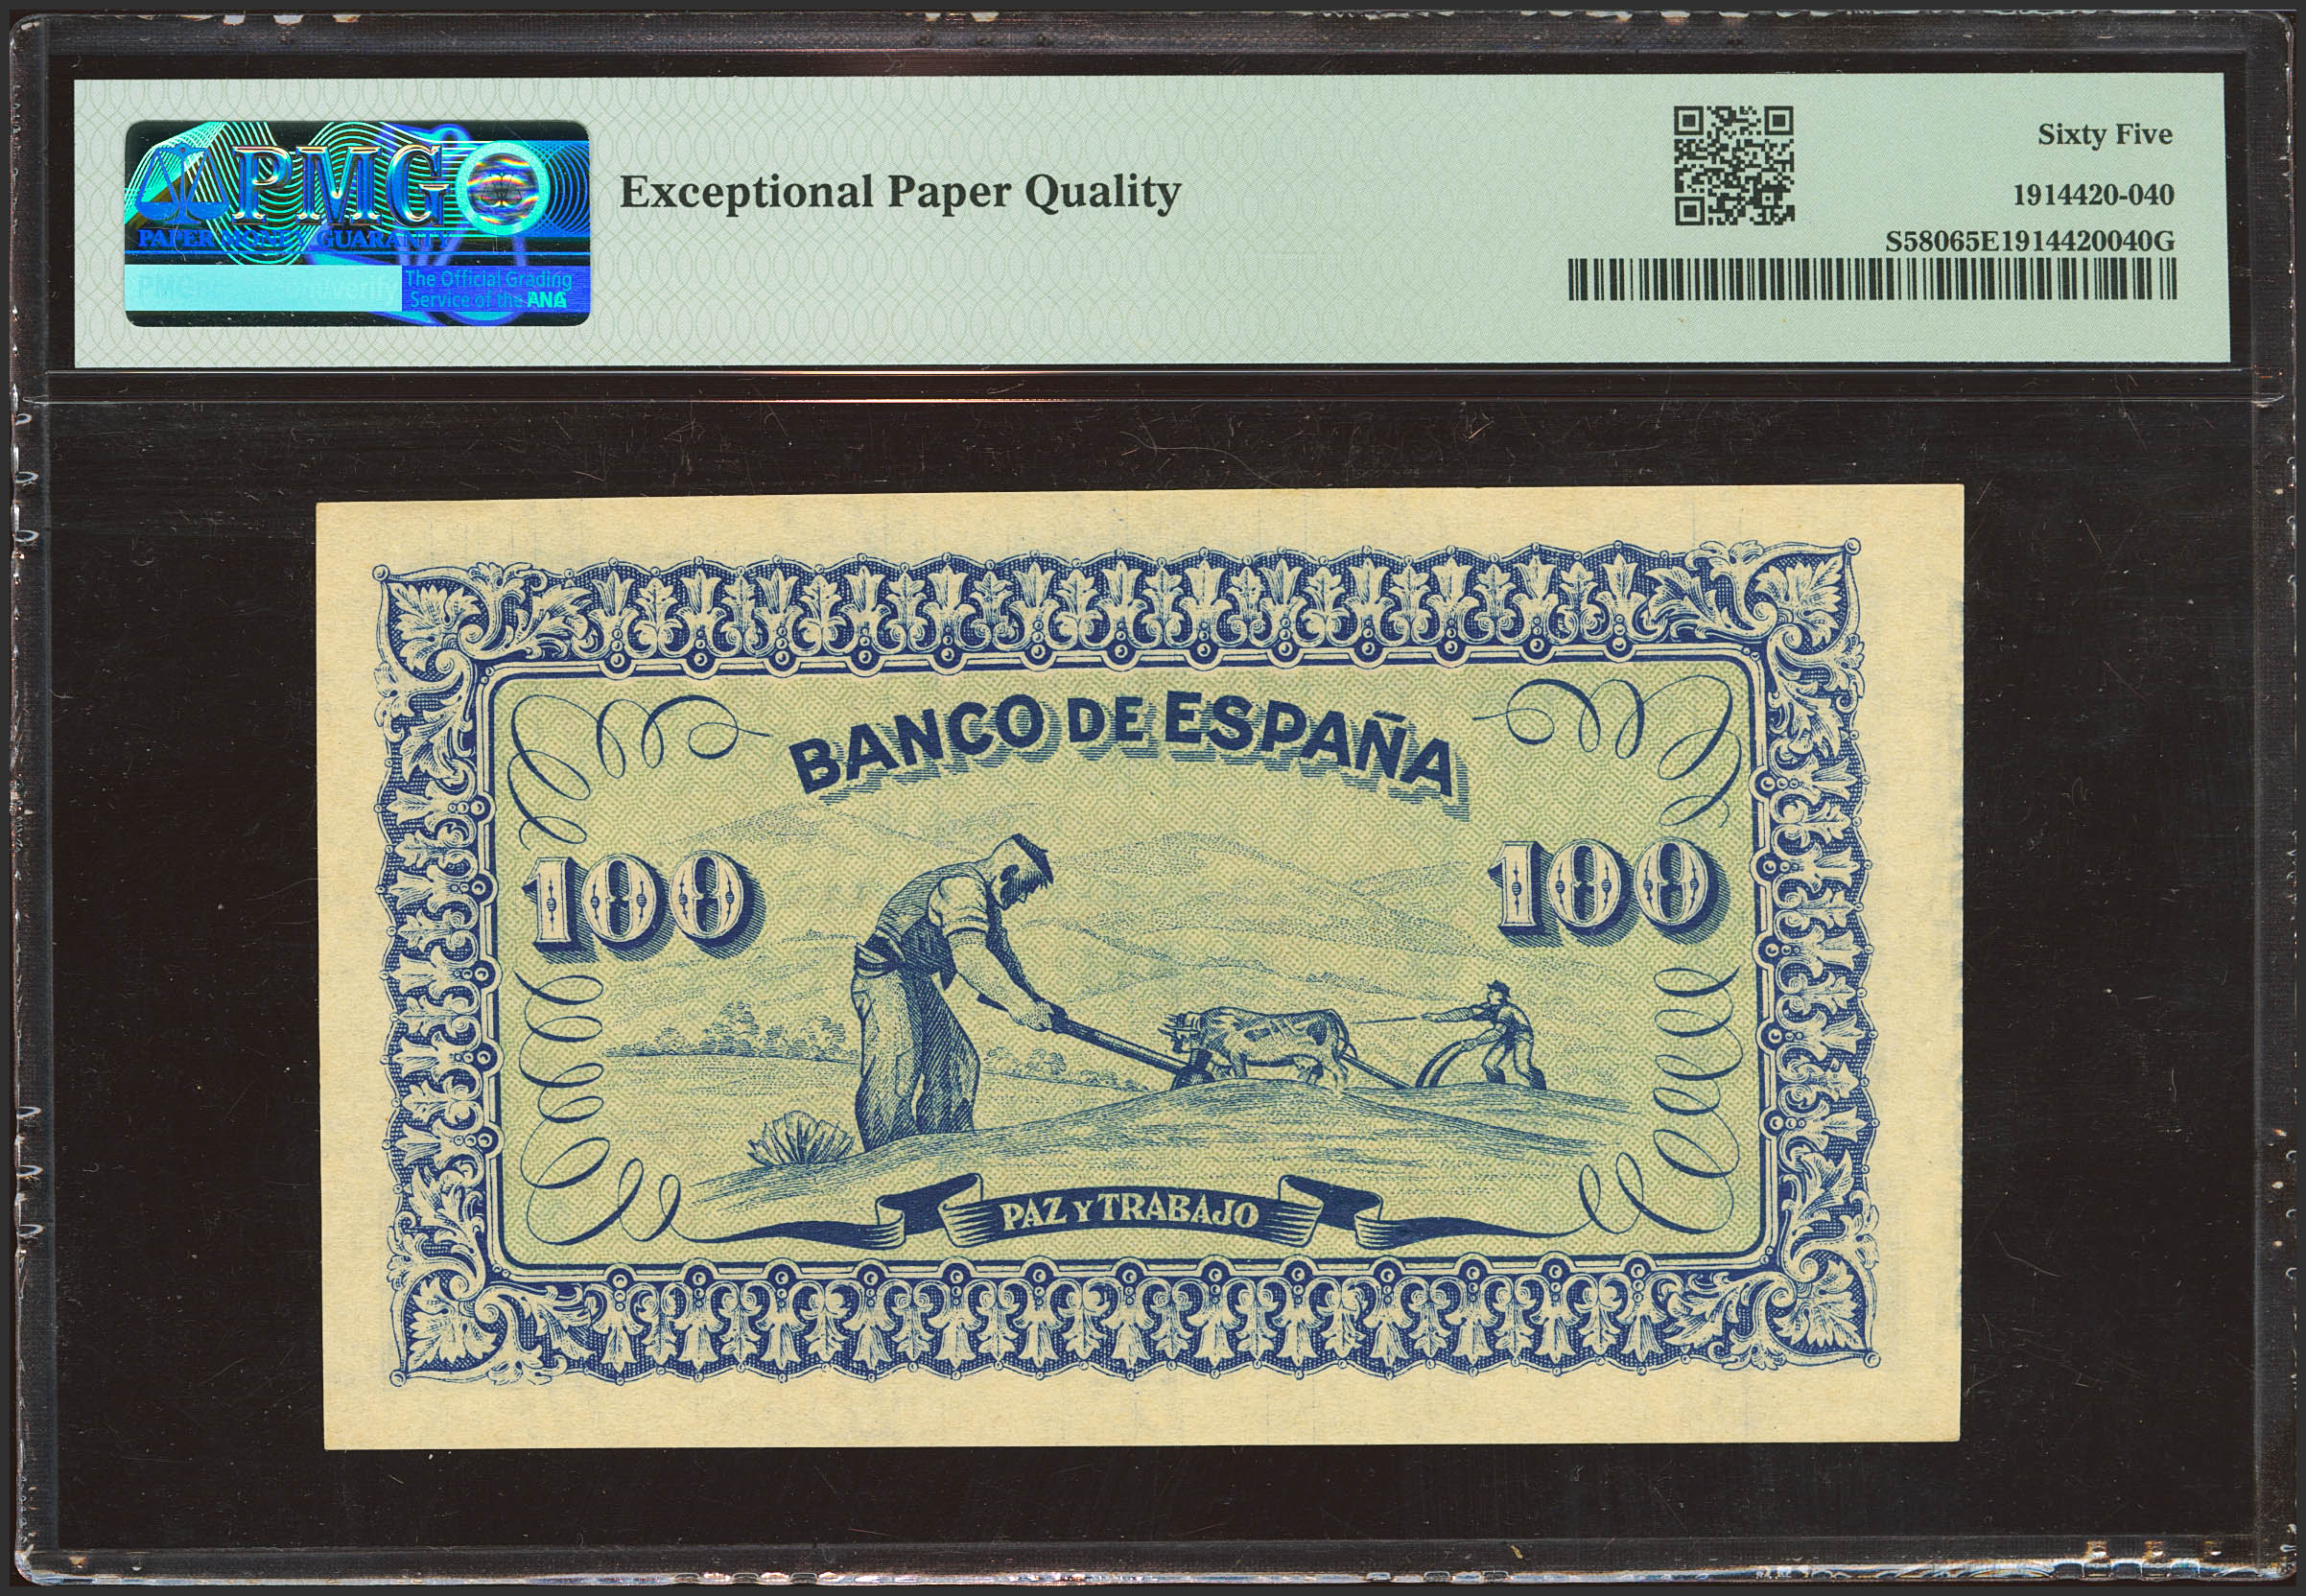 PMG
PAPER MONEY GUARANTY
The Official Grading
Service of the ANA
Exceptional Paper Quality
Sixty Five
1914420-040
S58065E1914420040G
BANCO DE ESPAÑA
100
100
PAZ Y TRABAJO